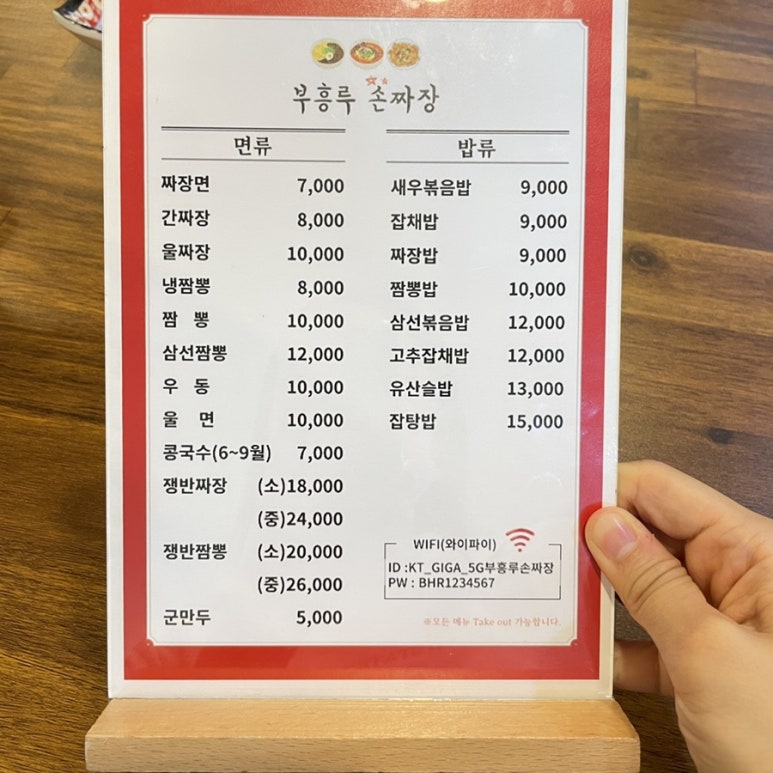 부흥루 손짜장
면류
짜장면 7,000
간짜장 8,000
울짜장 10,000
냉짬뽕 8,000
짬 뽕 10,000
삼선짬뽕 12,000
우 동 10,000
울 면 10,000
콩국수(6~9월) 7,000
쟁반짜장 (소)18,000
(중)24,000
쟁반짬뽕 (소)20,000
(중)26,000
군만두 5,000
밥류
새우볶음밥 9,000
잡채밥 9,000
짜장밥 9,000
짬뽕밥 10,000
삼선볶음밥 12,000
고추잡채밥 12,000
유산슬밥 13,000
잡탕밥 15,000
WIFI(와이파이)
ID :KT_GIGA_5G부흥루손짜장
PW : BHR1234567
※모든 메뉴 Take out 가능합니다.